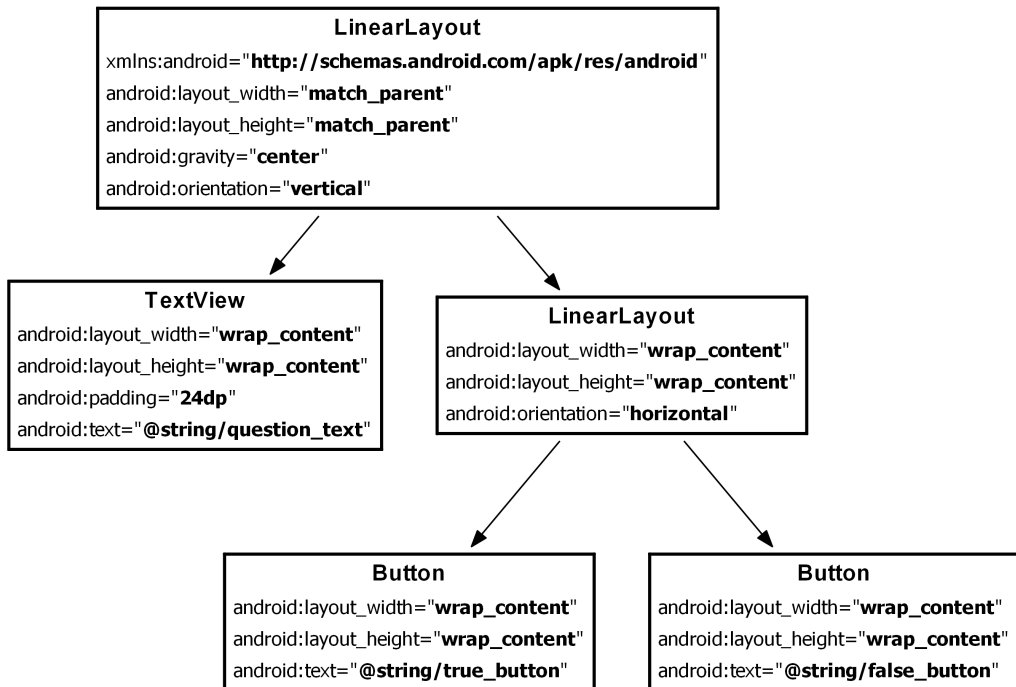 LinearLayout
xmlns:android="http://schemas.android.com/apk/res/android"
android:layout_width="match_parent"
android:layout_height="match_parent"
android:gravity="center"
android:orientation="vertical"
TextView
android:layout_width="wrap_content"
android:layout_height="wrap_content"
android:padding="24dp"
android:text="@string/question_text"
LinearLayout
android:layout_width="wrap_content"
android:layout_height="wrap_content"
android:orientation="horizontal"
Button
android:layout_width="wrap_content"
android:layout_height="wrap_content"
android:text="@string/true_button"
Button
android:layout_width="wrap_content"
android:layout_height="wrap_content"
android:text="@string/false_button"